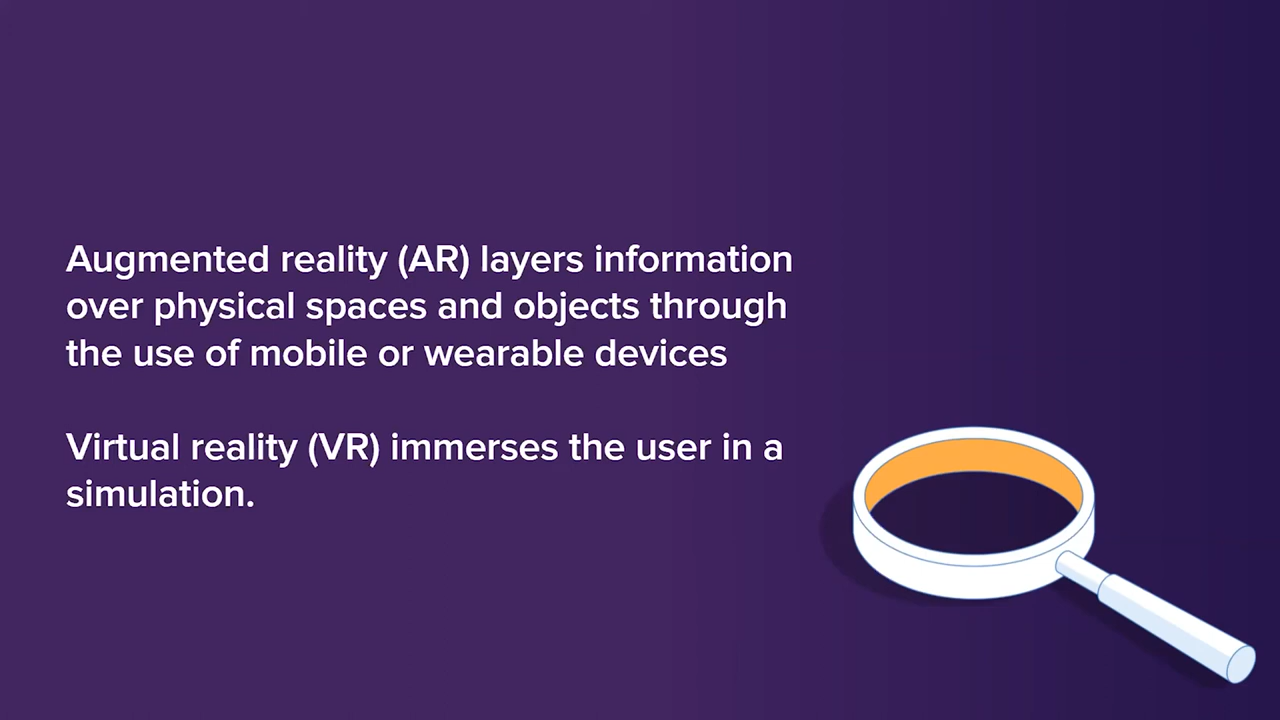 Augmented reality (AR) layers information
over physical spaces and objects through
the use of mobile or wearable devices
Virtual reality (VR) immerses the user in a
simulation.